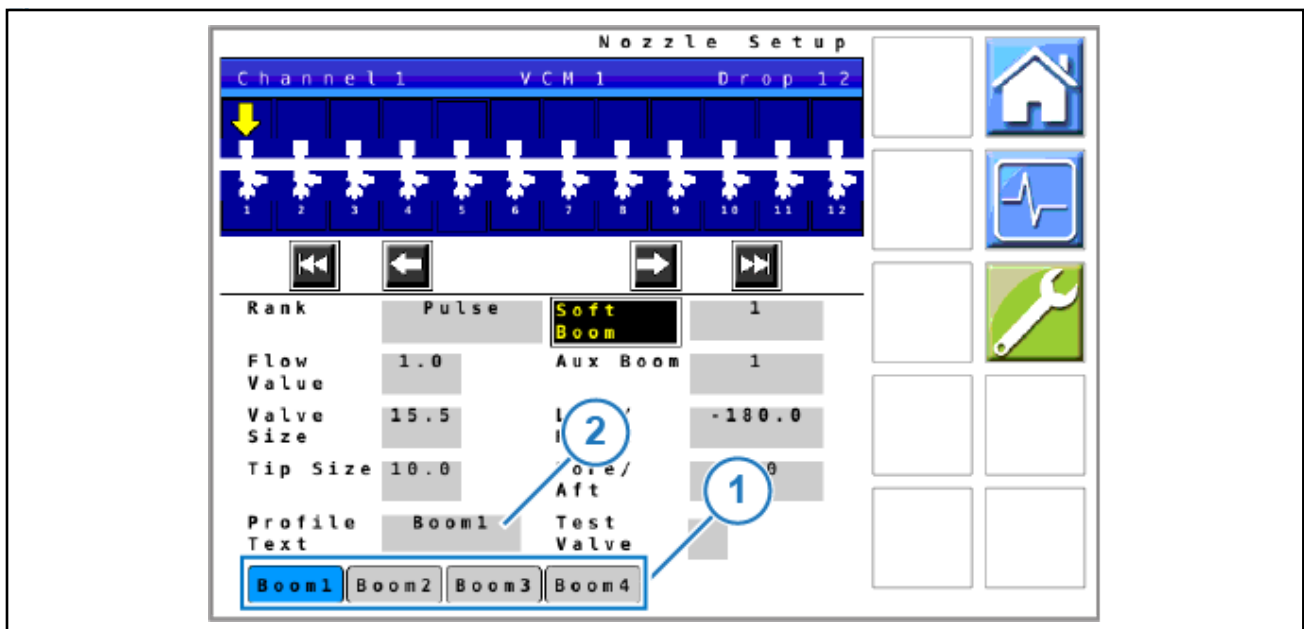 Nozzle Setup
Channel 1 VCM 1 Drop 12
1 2 3 4 5 6 7 8 9 10 11 12
Rank Pulse Soft Boom 1
Flow Value 1.0 Aux Boom 1
Valve Size 15.5 -180.0
2
Tip Size 10.0 Aft
1
Profile Text Boom1 Test Valve
Boom1 Boom2 Boom3 Boom4